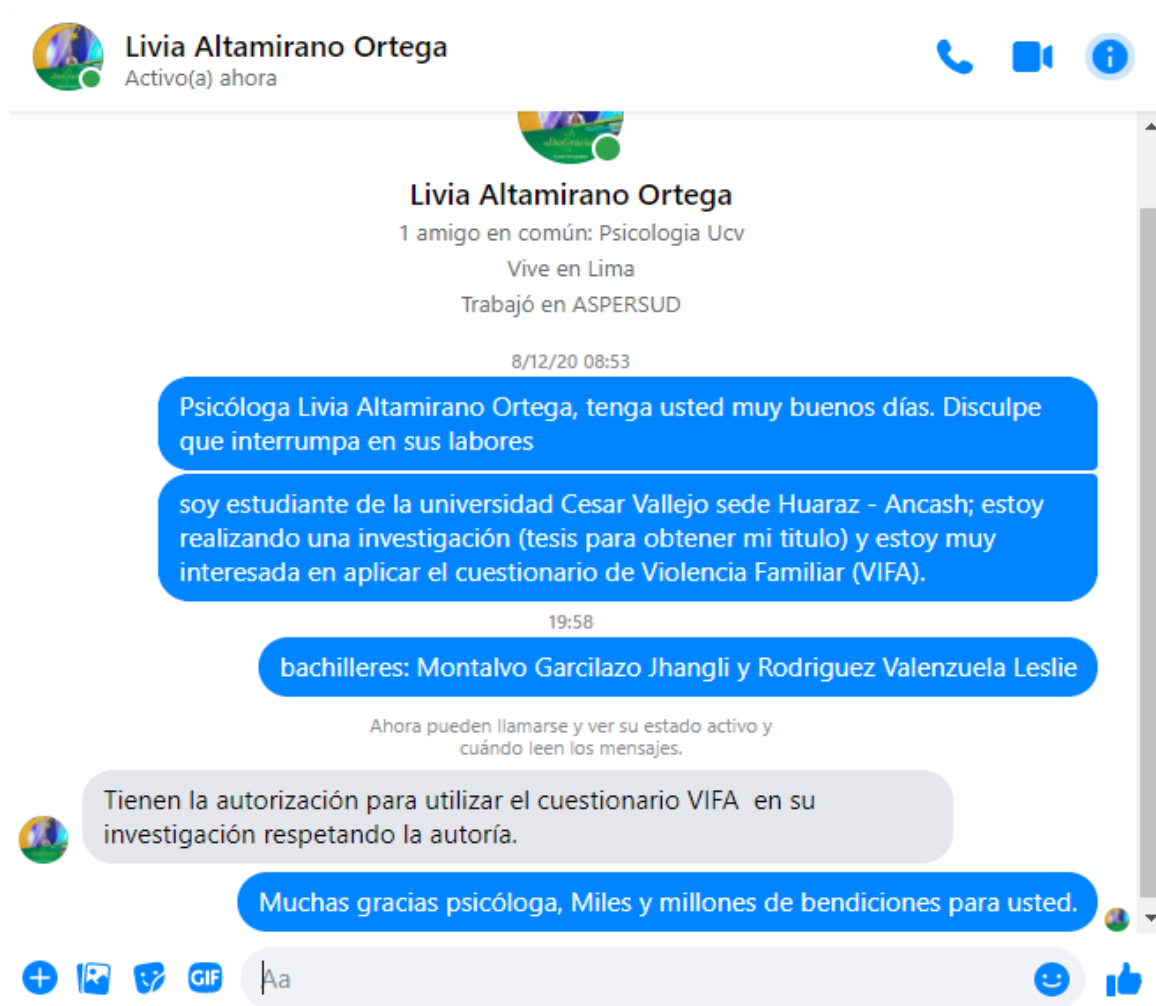 Livia Altamirano Ortega
Activo(a) ahora
Livia Altamirano Ortega
1 amigo en común: Psicologia Ucv
Vive en Lima
Trabajó en ASPERSUD
8/12/20 08:53
Psicóloga Livia Altamirano Ortega, tenga usted muy buenos días. Disculpe
que interrumpa en sus labores
soy estudiante de la universidad Cesar Vallejo sede Huaraz - Ancash; estoy
realizando una investigación (tesis para obtener mi titulo) y estoy muy
interesada en aplicar el cuestionario de Violencia Familiar (VIFA).
19:58
bachilleres: Montalvo Garcilazo Jhangli y Rodriguez Valenzuela Leslie
Ahora pueden llamarse y ver su estado activo y
cuándo leen los mensajes.
Tienen la autorización para utilizar el cuestionario VIFA en su
investigación respetando la autoría.
Muchas gracias psicóloga, Miles y millones de bendiciones para usted.
GIF
Aa